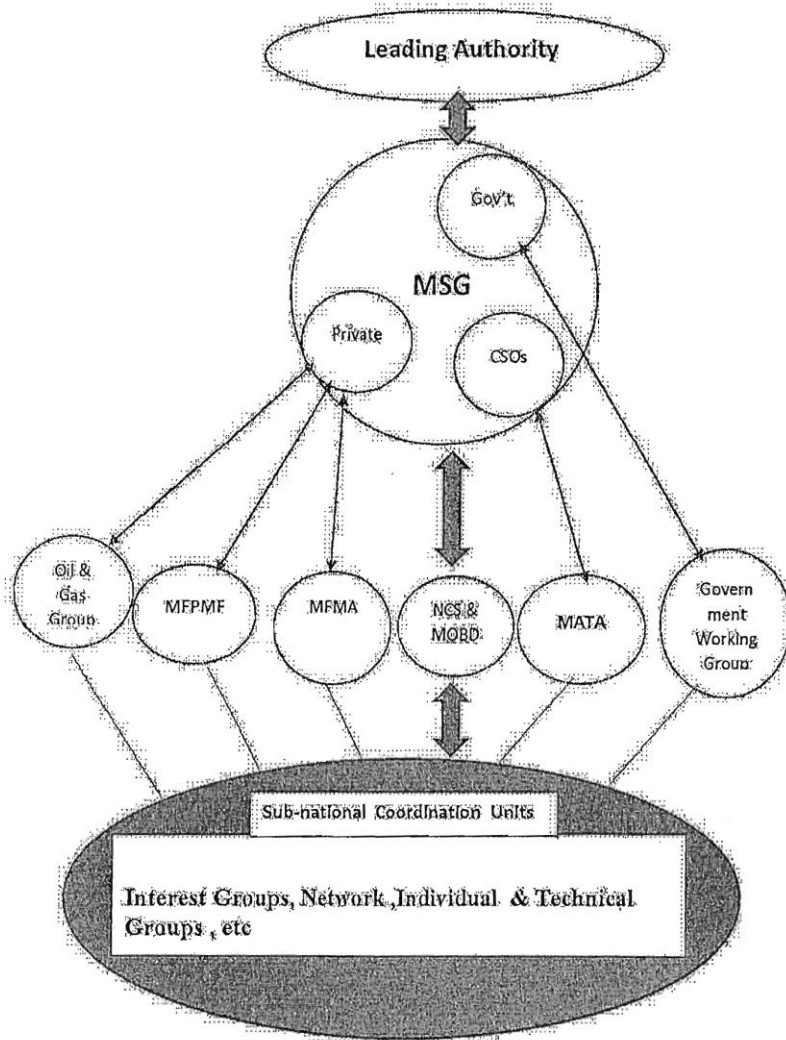 Leading Authority
Gov't
MSG
Private
CSOs
Oil &
Gas
Group
MFPMF
MFMA
NCS &
MOBD
MATA
Govern
ment
Working
Group
Sub-national Coordination Units
Interest Groups, Network ,Individual & Technical
Groups , etc